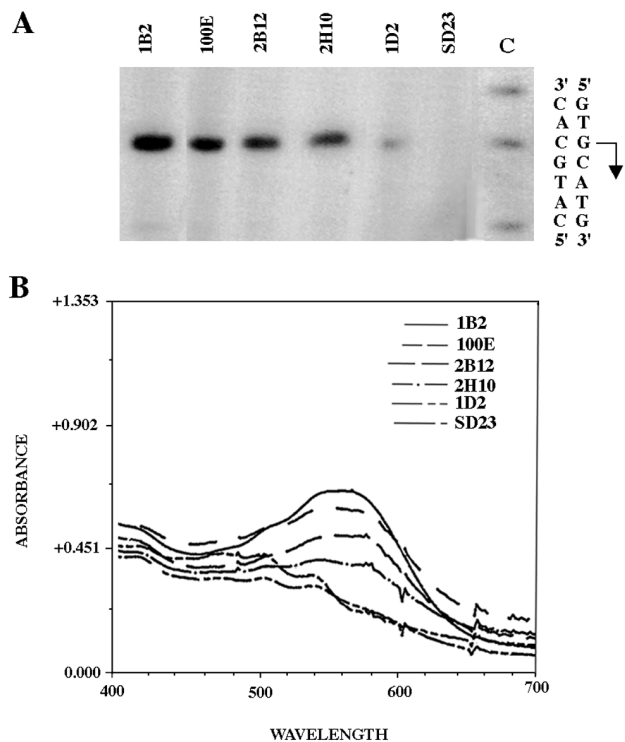 A
1B2 100E 2B12 2H10 1D2 SD23 C
3' 5'
C G
A T
C G
G C
T A
A T
C G
5' 3'
B
+1.353
+0.902
+0.451
0.000
ABSORBANCE
1B2
100E
2B12
2H10
1D2
SD23
400 500 600 700
WAVELENGTH